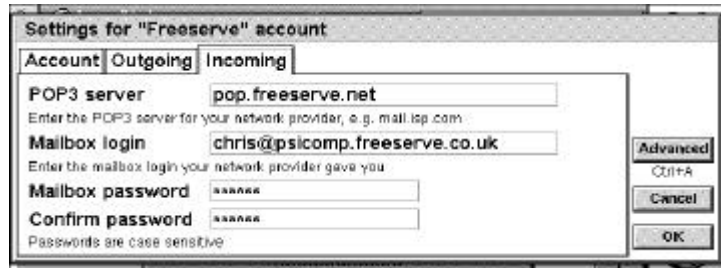 Settings for "Freeserve" account
Account Outgoing Incoming
POP3 server pop.freeserve.net
Enter the POP3 server for your network provider, e.g. mail.isp.com
Mailbox login chris@psicomp.freeserve.co.uk
Enter the mailbox login your network provider gave you
Advanced
Ctrl+A
Mailbox password ******
Cancel
Confirm password ******
Passwords are case sensitive
OK